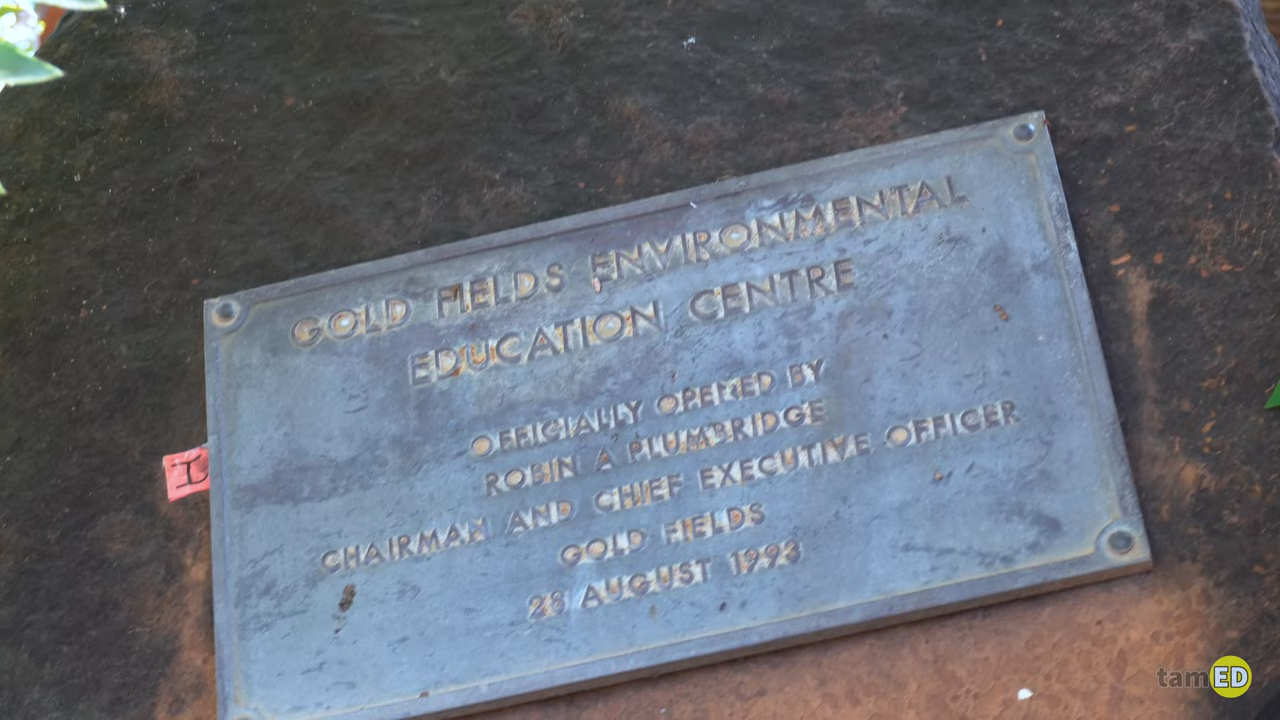 GOLD FIELDS ENVIRONMENTAL
EDUCATION CENTRE
OFFICIALLY OPENED BY
ROBIN A PLUMBRIDGE
CHAIRMAN AND CHIEF EXECUTIVE OFFICER
GOLD FIELDS
28 AUGUST 1993
I
tamED